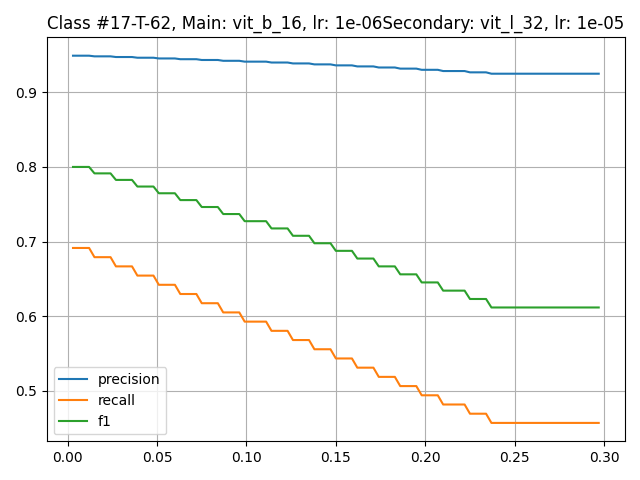 Class #17-T-62, Main: vit_b_16, lr: 1e-06Secondary: vit_l_32, lr: 1e-05
0.9
0.8
0.7
0.6
0.5
precision
recall
f1
0.00 0.05 0.10 0.15 0.20 0.25 0.30